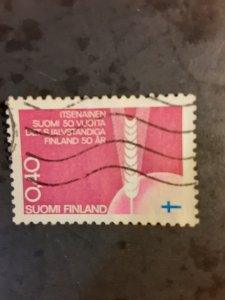 ITSENÄINEN
SUOMI 50 VUOTTA
DET SJÄLVSTÄNDIGA
FINLAND 50 ÅR
0,40
SUOMI FINLAND